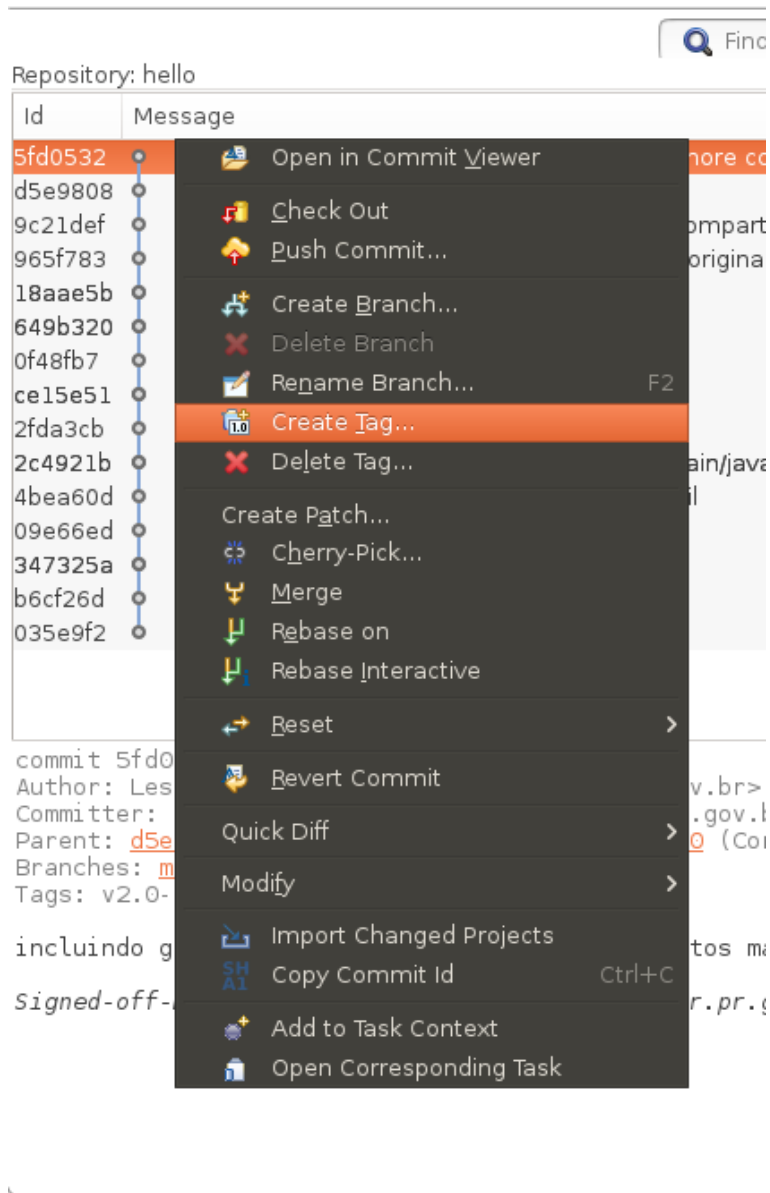 Find
Repository: hello
Id Message
5fd0532 Open in Commit Viewer more co
d5e9808
Check Out
9c21def ompart
Push Commit...
965f783 origina
18aae5b Create Branch...
649b320
Delete Branch
0f48fb7
Rename Branch... F2
ce15e51
2fda3cb Create Tag...
2c4921b Delete Tag... ain/java
4bea60d il
Create Patch...
09e66ed
347325a Cherry-Pick...
b6cf26d Merge
035e9f2 Rebase on
Rebase Interactive
Reset
commit 5fd0
Author: Les v.br>
Revert Commit
Committer: .gov.b
Parent: d5e 0 (Cor
Quick Diff
Branches: m
Tags: v2.0-
Modify
incluindo g tos ma
Import Changed Projects
SHA1 Copy Commit Id Ctrl+C
Signed-off- r.pr.g
Add to Task Context
Open Corresponding Task